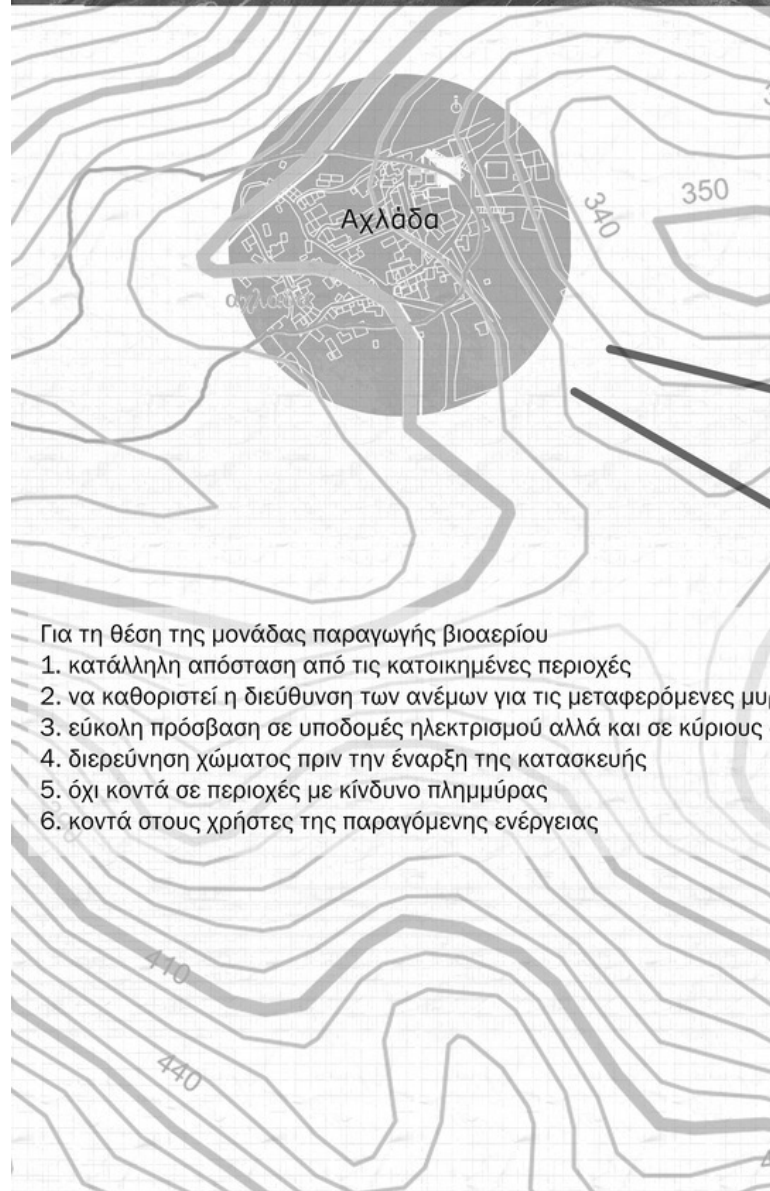 340
350
Αχλάδα
αχλάδα
Για τη θέση της μονάδας παραγωγής βιοαερίου
1. κατάλληλη απόσταση από τις κατοικημένες περιοχές
2. να καθοριστεί η διεύθυνση των ανέμων για τις μεταφερόμενες
3. εύκολη πρόσβαση σε υποδομές ηλεκτρισμού αλλά και σε κύριους
4. διερεύνηση χώματος πριν την έναρξη της κατασκευής
5. όχι κοντά σε περιοχές με κίνδυνο πλημμύρας
6. κοντά στους χρήστες της παραγόμενης ενέργειας
410
440